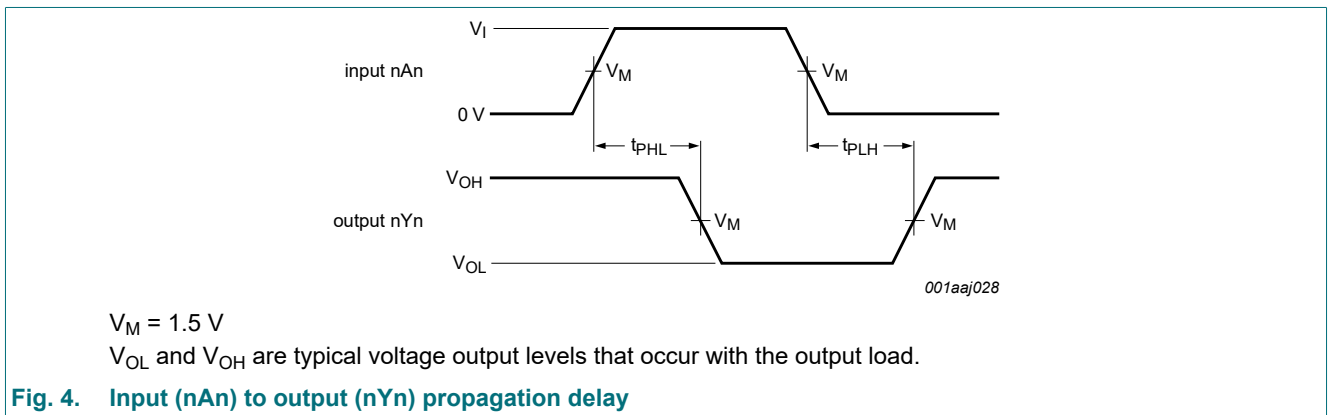 V_I
input nAn
V_M
V_M
0 V
t_PHL
t_PLH
V_OH
output nYn
V_M
V_M
V_OL
001aaj028
V_M = 1.5 V
V_OL and V_OH are typical voltage output levels that occur with the output load.
Fig. 4. Input (nAn) to output (nYn) propagation delay